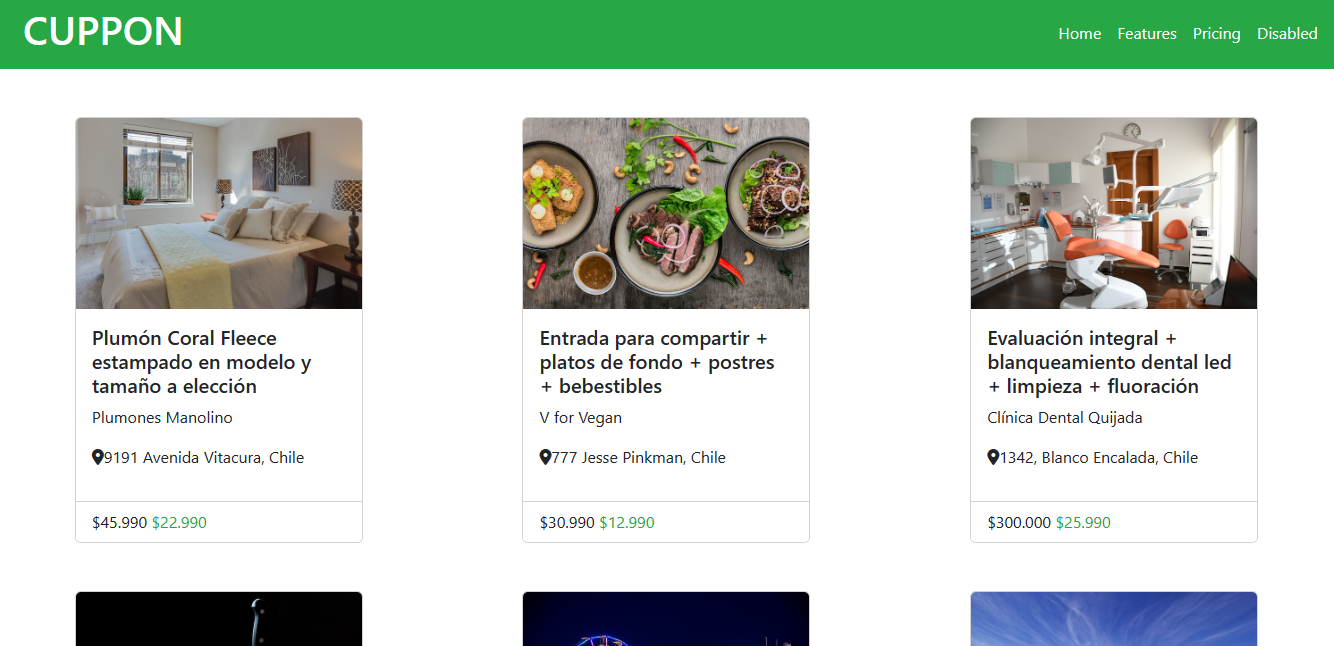 CUPPON
Home Features Pricing Disabled
Plumón Coral Fleece
estampado en modelo y
tamaño a elección
Plumones Manolino
9191 Avenida Vitacura, Chile
$45.990 $22.990
Entrada para compartir +
platos de fondo + postres
+ bebestibles
V for Vegan
777 Jesse Pinkman, Chile
$30.990 $12.990
Evaluación integral +
blanqueamiento dental led
+ limpieza + fluoración
Clínica Dental Quijada
1342, Blanco Encalada, Chile
$300.000 $25.990